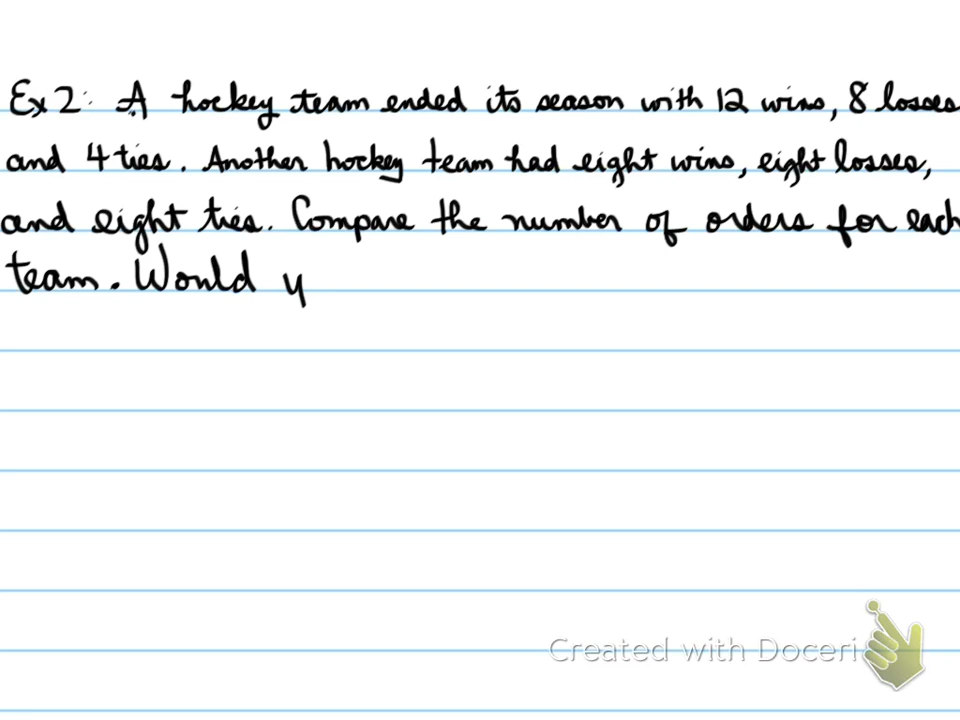 Ex 2: A hockey team ended its season with 12 wins, 8 losses
and 4 ties. Another hockey team had eight wins, eight losses,
and eight ties. Compare the number of orders for each
team. Would y
Created with Doceri